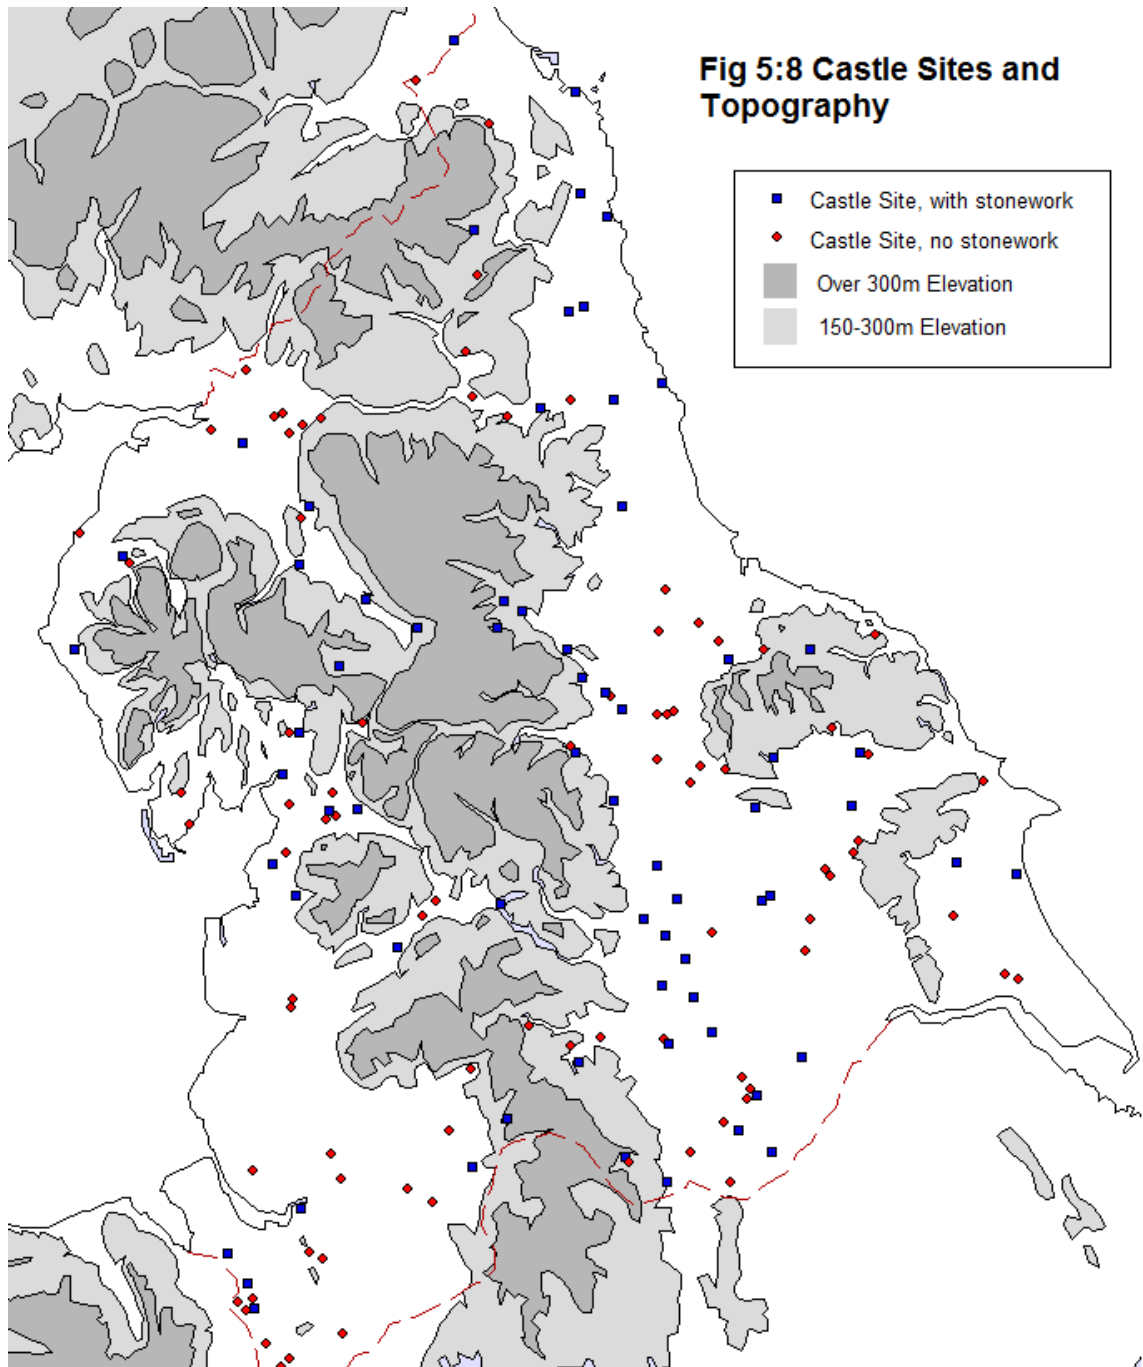 Fig 5:8 Castle Sites and
Topography
Castle Site, with stonework
Castle Site, no stonework
Over 300m Elevation
150-300m Elevation